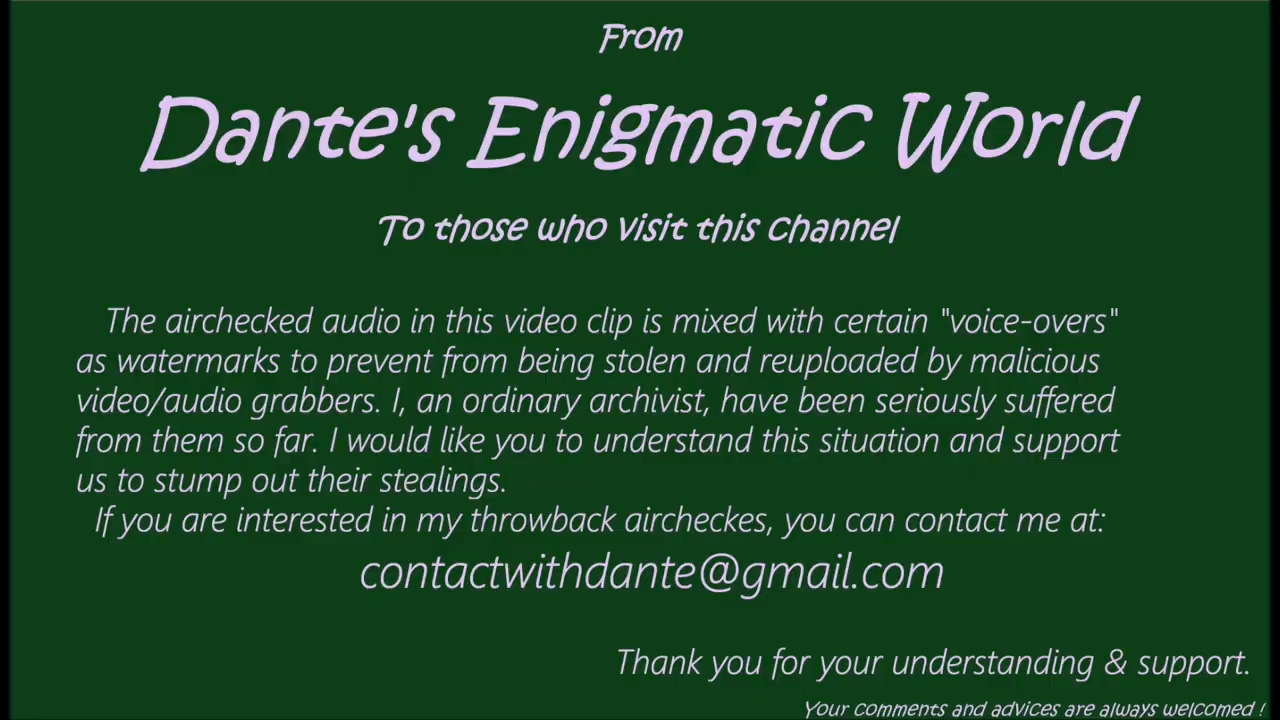 From
Dante's Enigmatic World
To those who visit this channel
The airchecked audio in this video clip is mixed with certain "voice-overs"
as watermarks to prevent from being stolen and reuploaded by malicious
video/audio grabbers. I, an ordinary archivist, have been seriously suffered
from them so far. I would like you to understand this situation and support
us to stump out their stealings.
If you are interested in my throwback aircheckes, you can contact me at:
contactwithdante@gmail.com
Thank you for your understanding & support.
Your comments and advices are always welcomed !